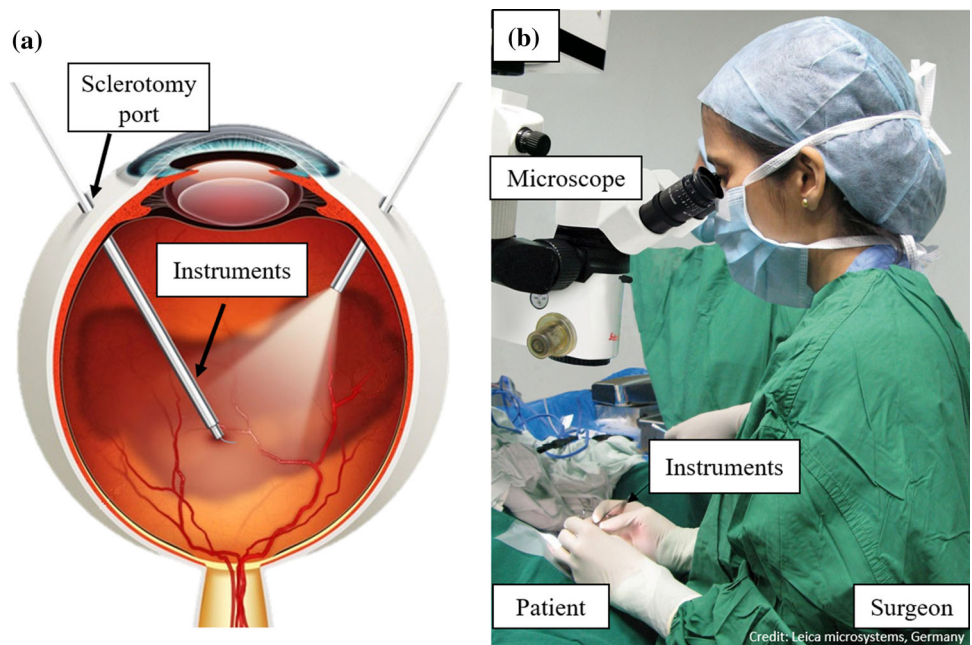 (a)
Sclerotomy
port
Instruments
(b)
Microscope
Instruments
Patient
Surgeon
Credit: Leica microsystems, Germany